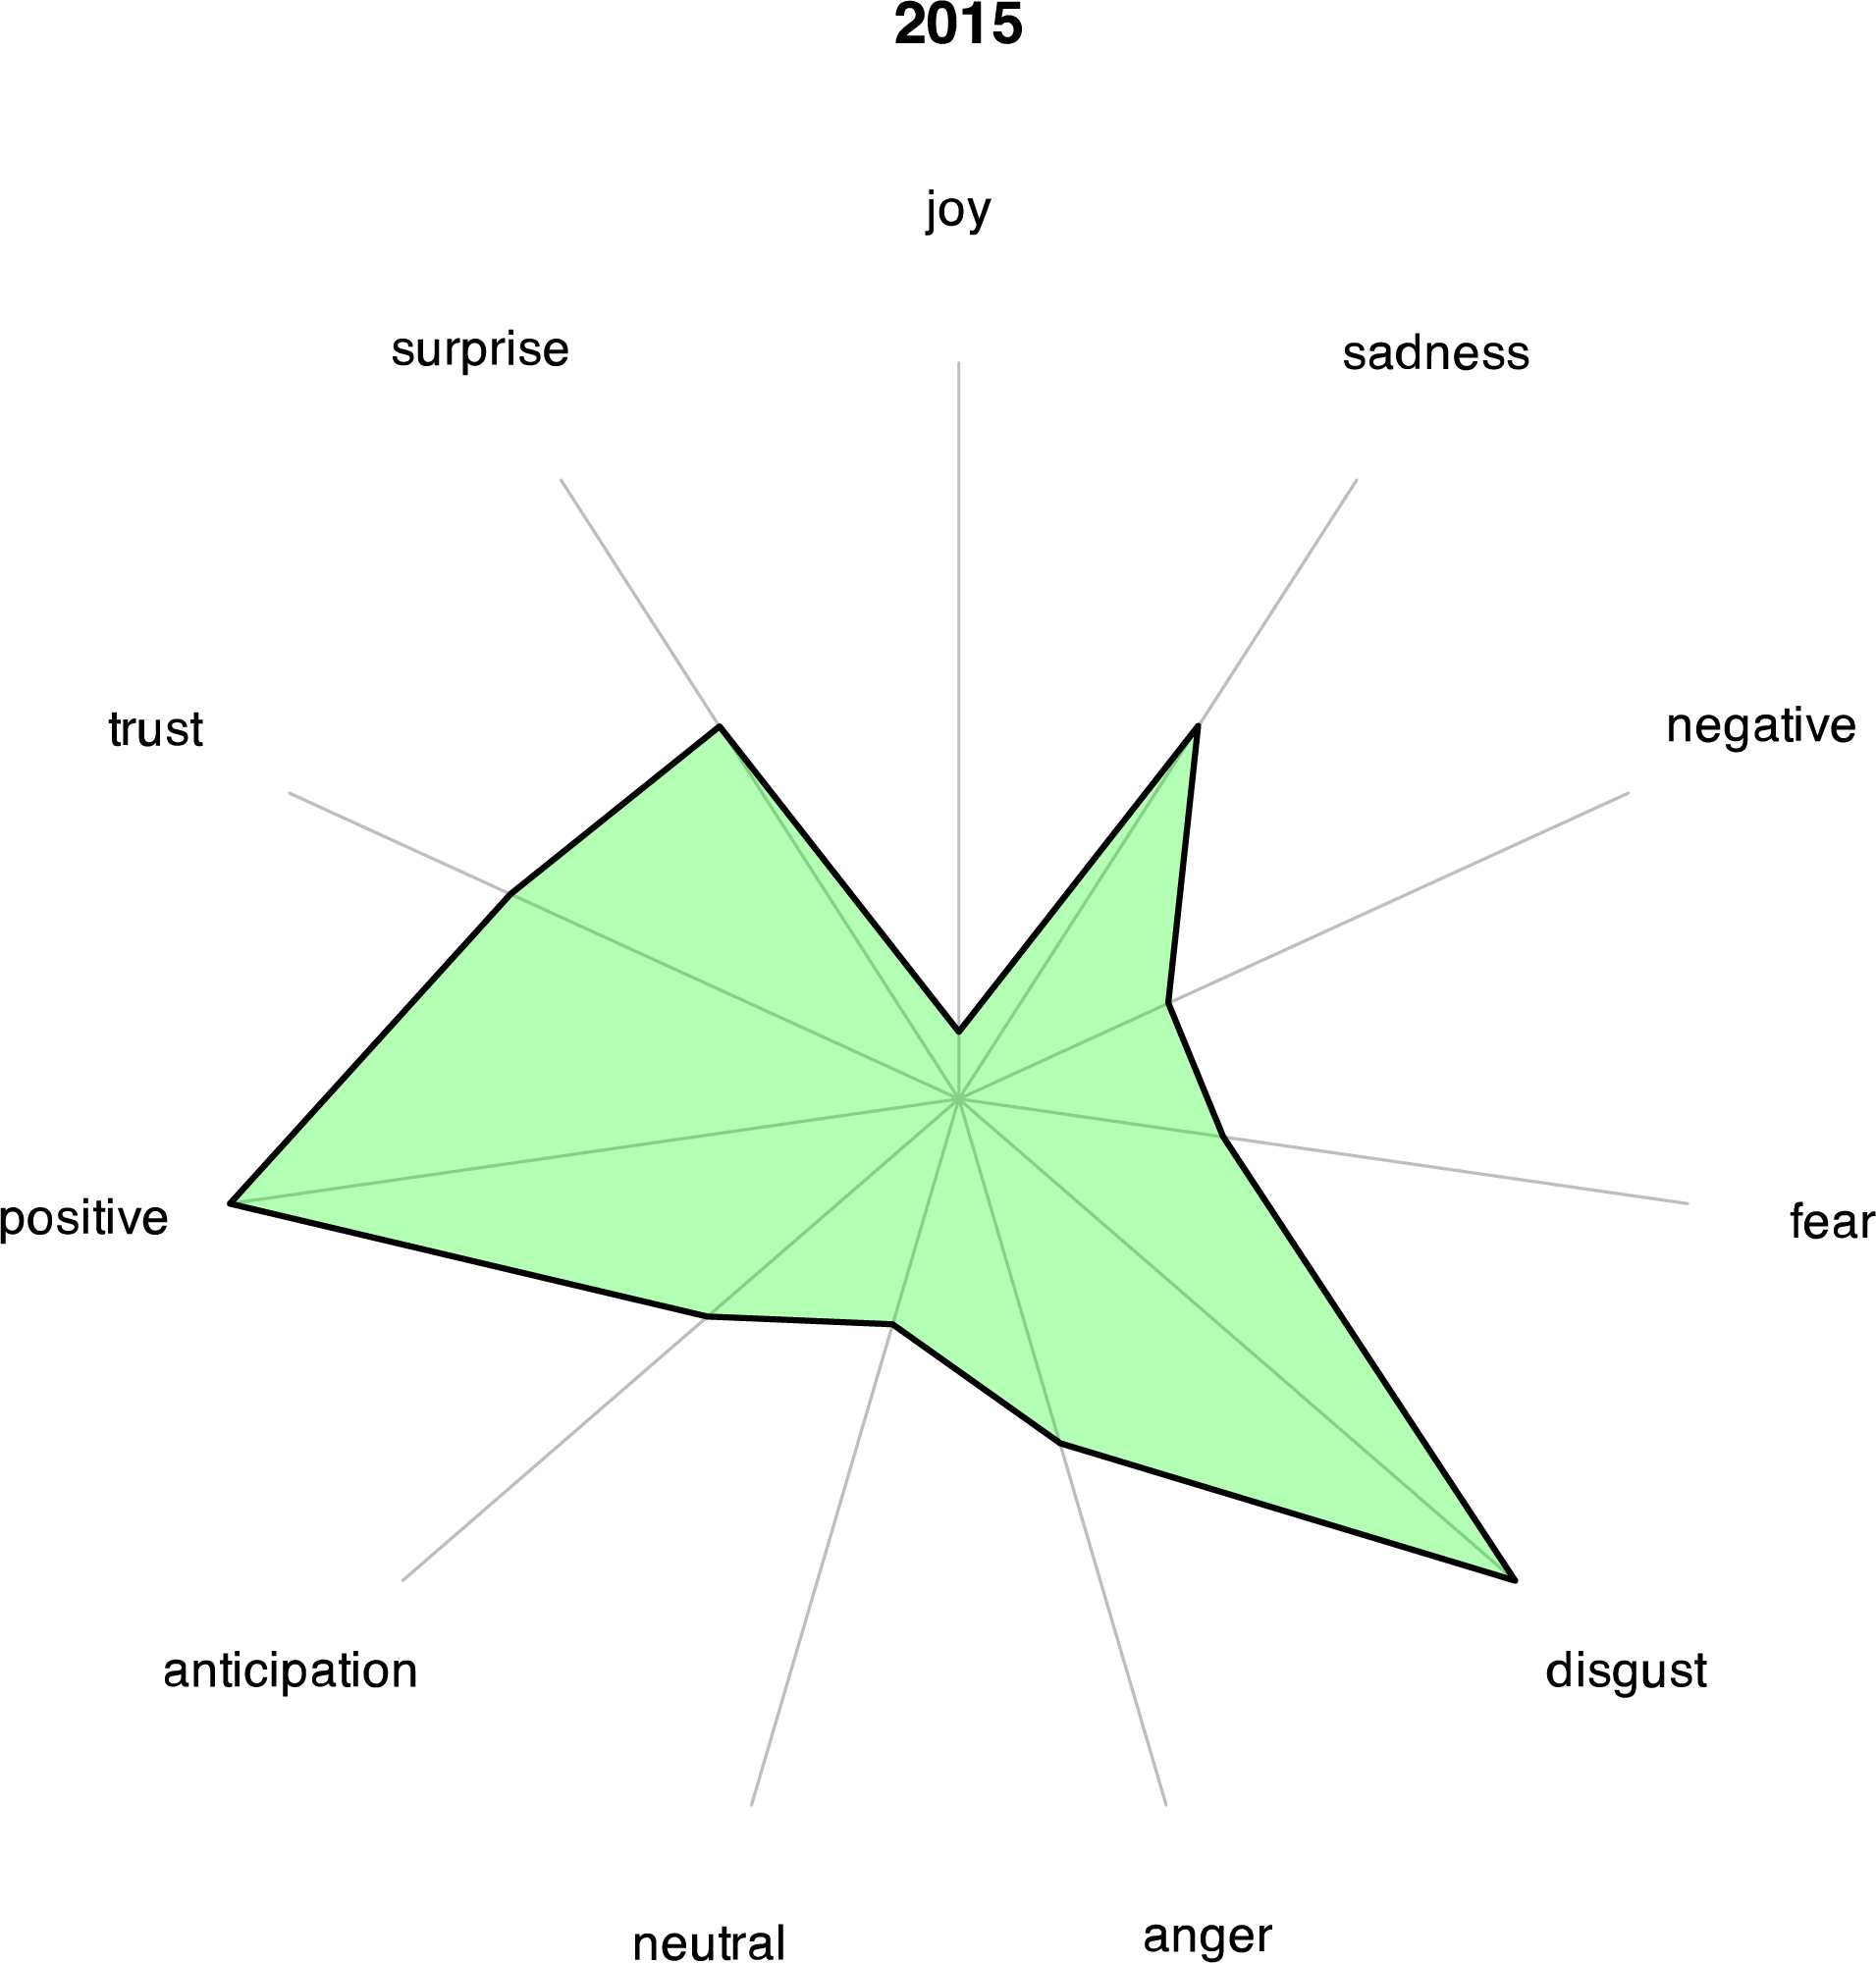 2015
joy
surprise
sadness
trust
negative
positive
fear
anticipation
disgust
neutral
anger